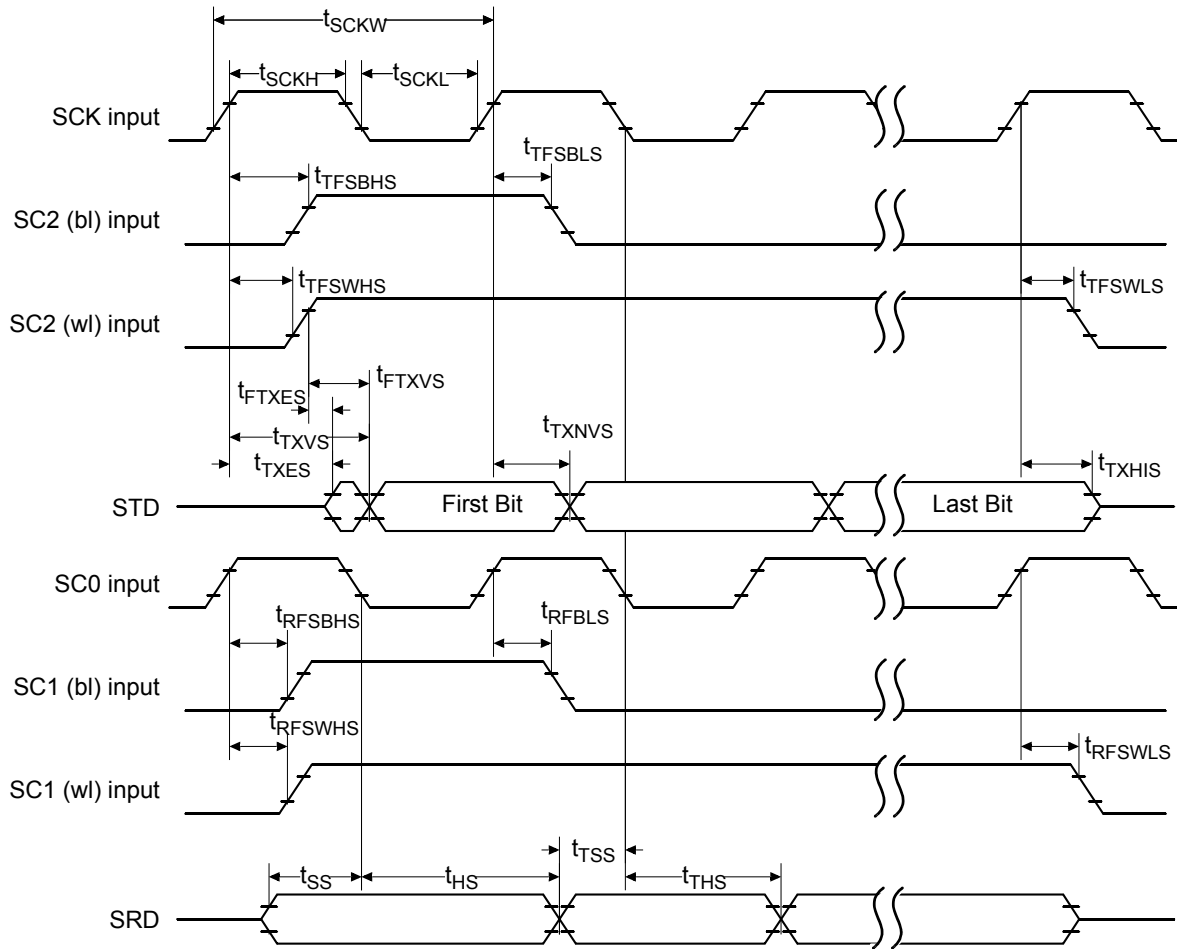 tSCKW
tSCKH
tSCKL
SCK input
tTFSBHS
tTFSBLS
SC2 (bl) input
tTFSWHS
tTFSWLS
SC2 (wl) input
tFTXVS
tFTXES
tTXVS
tTXNVS
tTXES
tTXHIS
STD
First Bit
Last Bit
SC0 input
tRFSBHS
tRFBLS
SC1 (bl) input
tRFSWHS
tRFSWLS
SC1 (wl) input
tTSS
tSS
tHS
tTHS
SRD